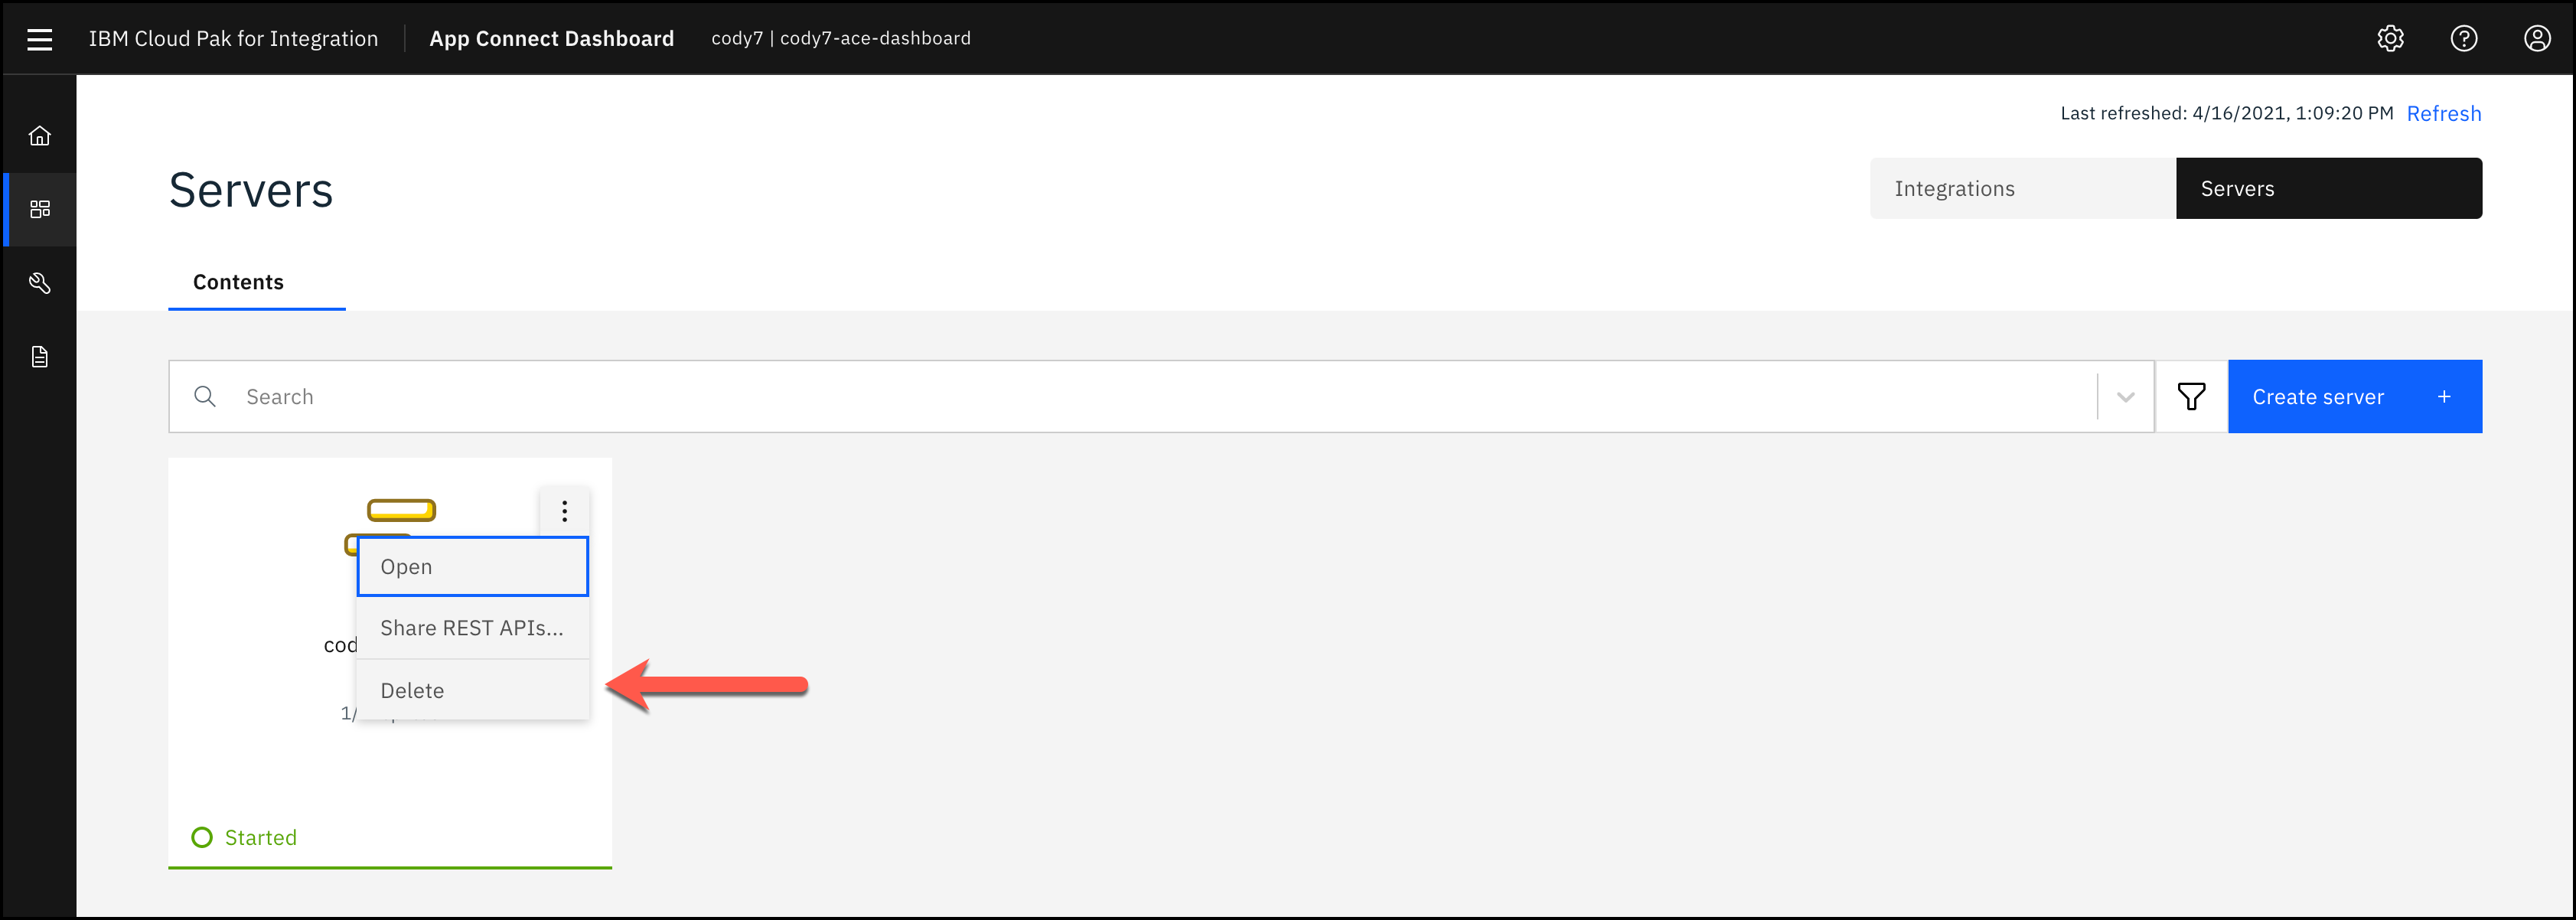 IBM Cloud Pak for Integration
App Connect Dashboard
cody7 | cody7-ace-dashboard
Last refreshed: 4/16/2021, 1:09:20 PM Refresh
Servers
Integrations
Servers
Contents
Search
Create server +
Open
Share REST APIs...
cod
Delete
1/
Started